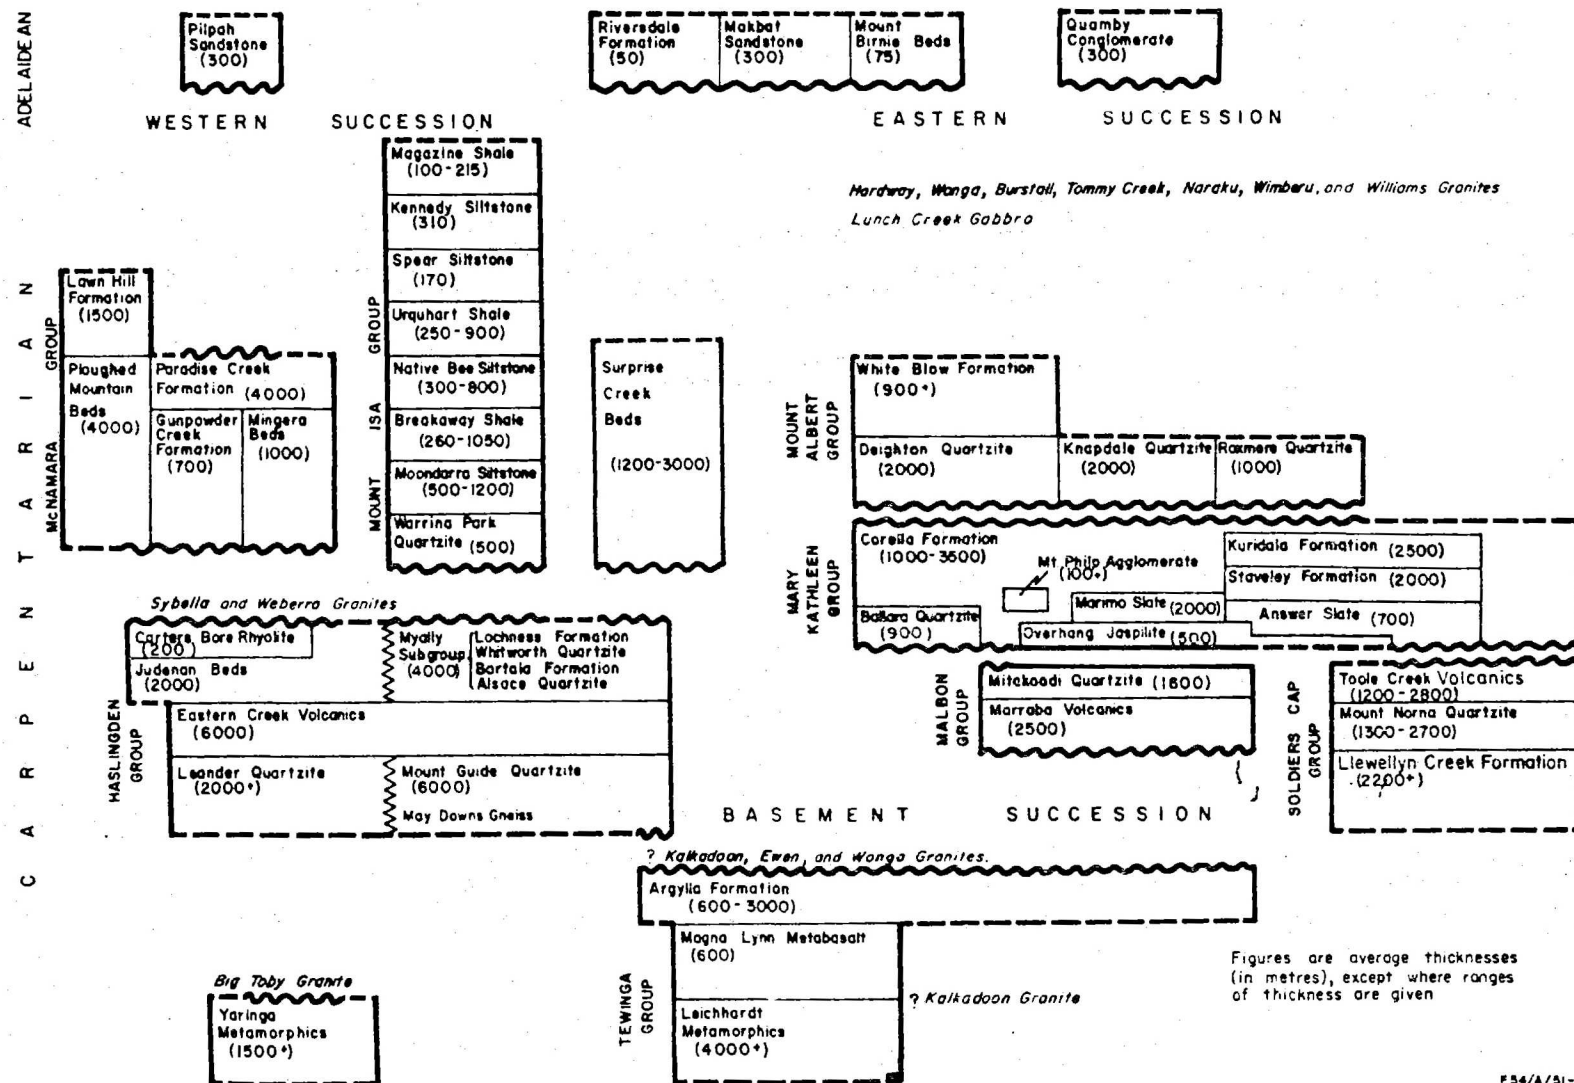 ADELAIDEAN
Pilpah
Sandstone
(300)
Riversdale
Formation
(50)
Makbat
Sandstone
(300)
Mount
Birnie Beds
(75)
Quamby
Conglomerate
(300)
WESTERN SUCCESSION
EASTERN SUCCESSION
CARPENTARIAN
Magazine Shale
(100-215)
Kennedy Siltstone
(310)
Spear Siltstone
(170)
Urquhart Shale
(250-900)
Native Bee Siltstone
(300-800)
Breakaway Shale
(260-1050)
Moondarra Siltstone
(500-1200)
Warrina Park
Quartzite (500)
MOUNT ISA GROUP
Hardway, Wonga, Burstall, Tommy Creek, Naraku, Wimberu, and Williams Granites
Lunch Creek Gabbro
McNAMARA GROUP
Lawn Hill
Formation
(1500)
Ploughed
Mountain
Beds
(4000)
Paradise Creek
Formation (4000)
Gunpowder
Creek
Formation
(700)
Mingera
Beds
(1000)
Surprise
Creek
Beds
(1200-3000)
MOUNT
ALBERT
GROUP
White Blow Formation
(900+)
Deighton Quartzite
(2000)
Knapdale Quartzite
(2000)
Roxmere Quartzite
(1000)
MARY
KATHLEEN
GROUP
Corella Formation
(1000-3500)
Mt. Philp Agglomerate
(100+)
Kuridala Formation (2500)
Staveley Formation (2000)
Marimo Slate (2000)
Answer Slate (700)
Ballara Quartzite
(900)
Overhang Jaspilite (500)
Sybella and Weberra Granites
HASLINGDEN
GROUP
Carters Bore Rhyolite
(200)
Judenan Beds
(2000)
Myally
Subgroup
(4000)
Lochness Formation
Whitworth Quartzite
Bortala Formation
Alsace Quartzite
Eastern Creek Volcanics
(6000)
Leander Quartzite
(2000+)
Mount Guide Quartzite
(6000)
May Downs Gneiss
MALBON
GROUP
Mitakoodi Quartzite (1600)
Marraba Volcanics
(2500)
SOLDIERS CAP
GROUP
Toole Creek Volcanics
(1200-2800)
Mount Norna Quartzite
(1300-2700)
Llewellyn Creek Formation
(2200+)
BASEMENT SUCCESSION
? Kalkadoon, Ewen, and Wonga Granites.
Argylla Formation
(600-3000)
TEWINGA
GROUP
Magna Lynn Metabasalt
(600)
Leichhardt
Metamorphics
(4000+)
? Kalkadoon Granite
Big Toby Granite
Yaringa
Metamorphics
(1500+)
Figures are average thicknesses
(in metres), except where ranges
of thickness are given